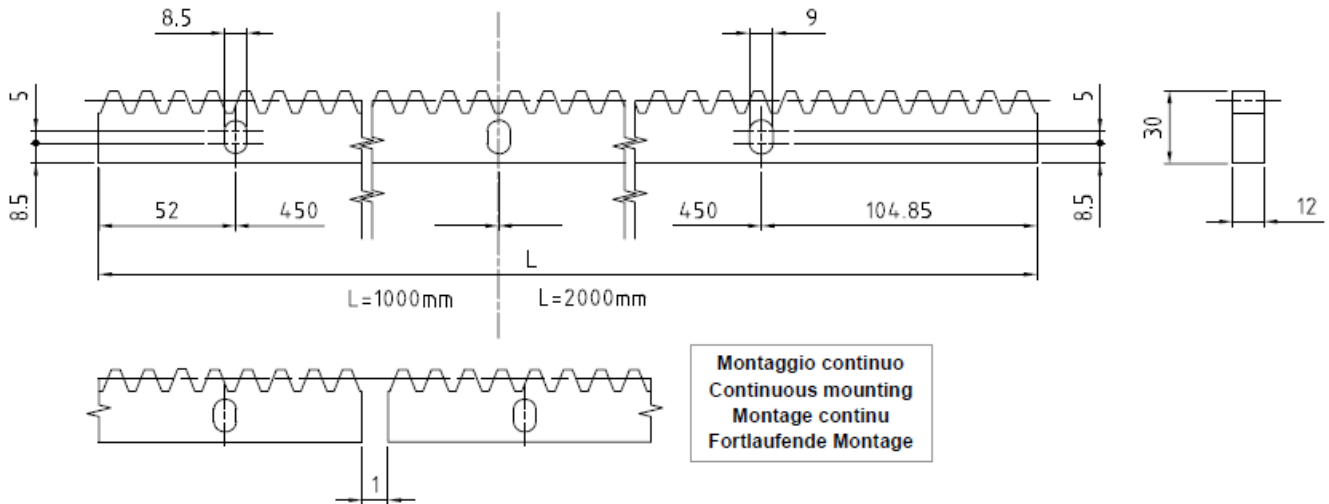 8.5
9
5
5
30
8.5
52
450
450
104.85
8.5
12
L
L=1000mm
L=2000mm
Montaggio continuo
Continuous mounting
Montage continu
Fortlaufende Montage
1